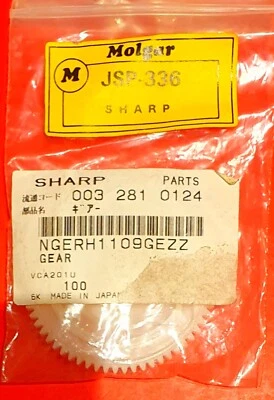 Molgar
M
JSP-336
SHARP
SHARP PARTS
流通コード 003 281 0124
部品名 ギアー
NGERH1109GEZZ
GEAR
VCA201U
100
6K MADE IN JAPAN